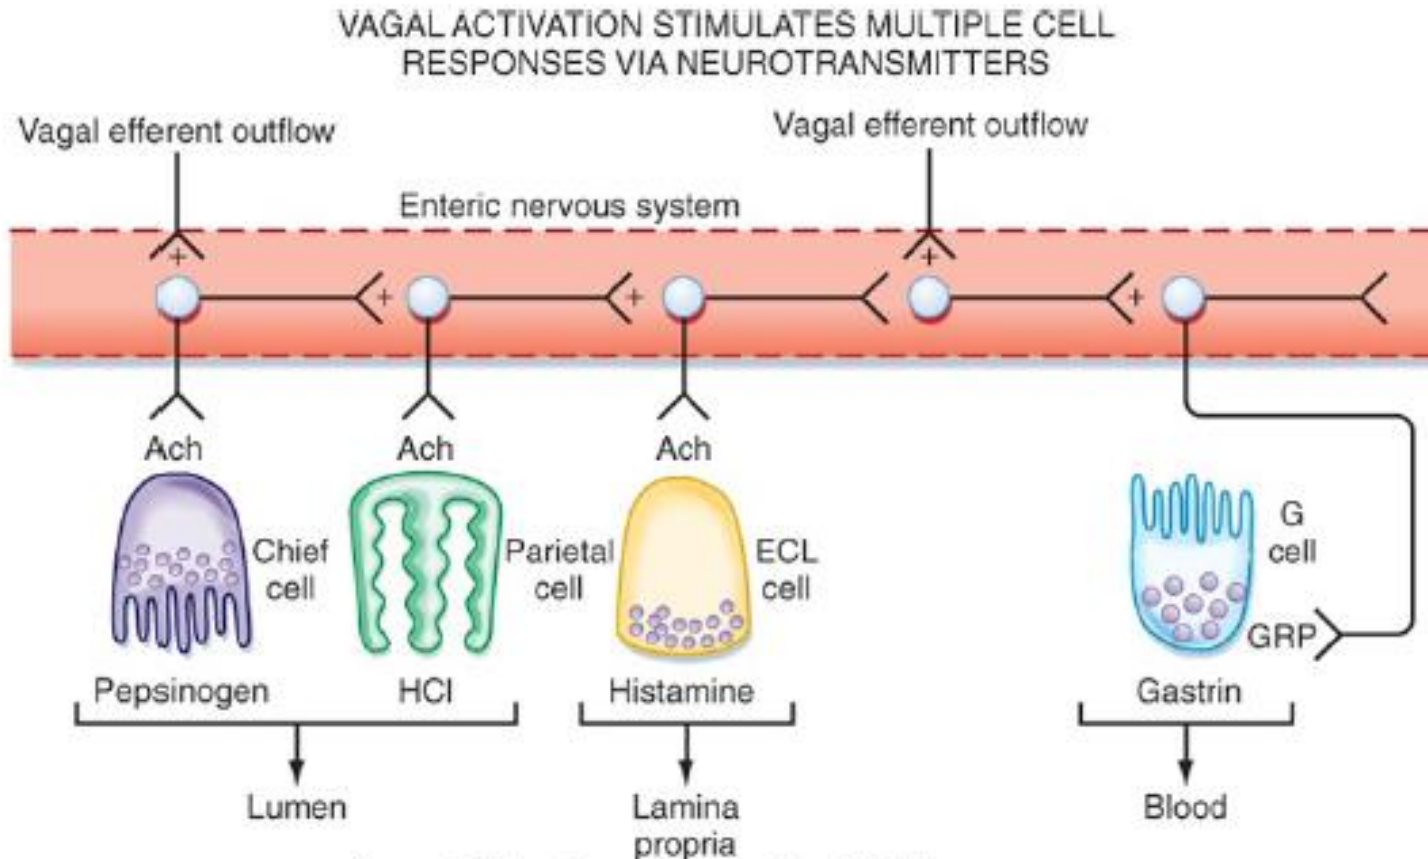 VAGAL ACTIVATION STIMULATES MULTIPLE CELL
RESPONSES VIA NEUROTRANSMITTERS
Vagal efferent outflow
Vagal efferent outflow
Enteric nervous system
+
+
+
+
+
Ach
Ach
Ach
Chief
cell
Parietal
cell
ECL
cell
G
cell
GRP
Pepsinogen
HCl
Histamine
Gastrin
Lumen
Lamina
propria
Blood